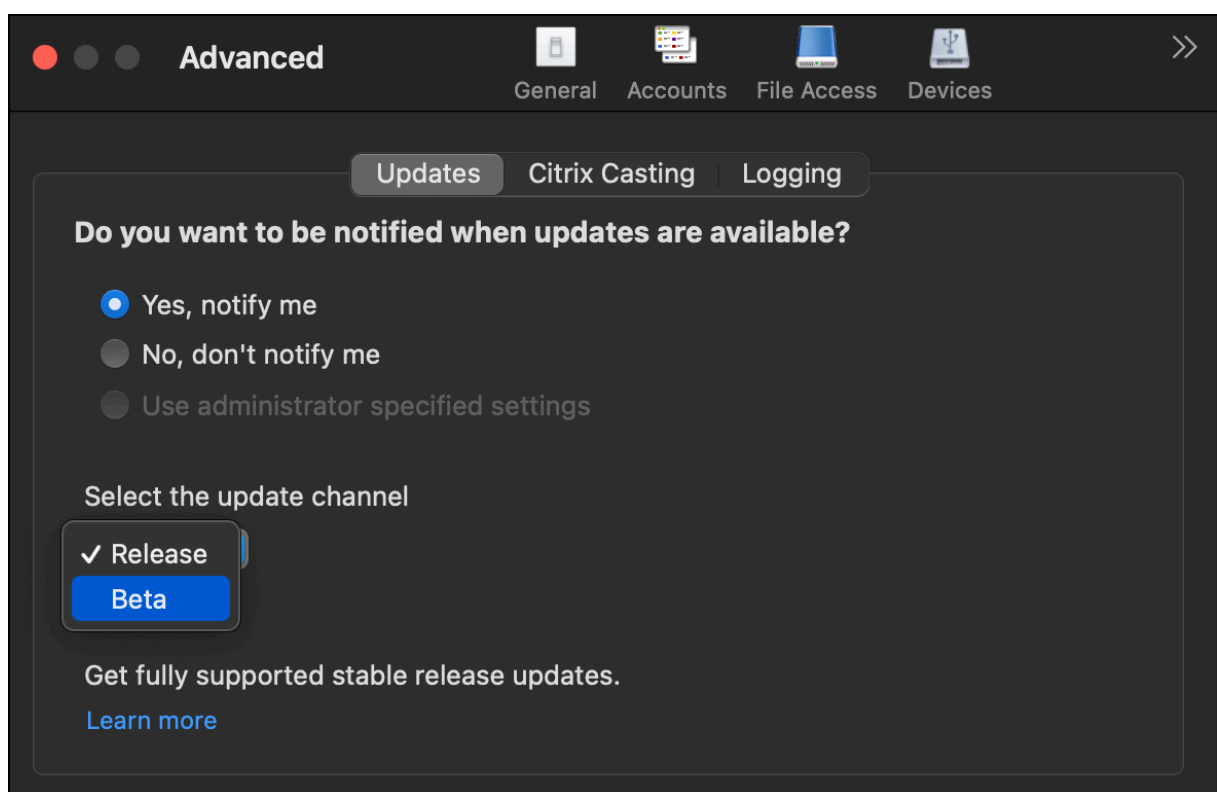 Advanced
General Accounts File Access Devices
Updates Citrix Casting Logging
Do you want to be notified when updates are available?
Yes, notify me
No, don't notify me
Use administrator specified settings
Select the update channel
✓ Release
Beta
Get fully supported stable release updates.
Learn more